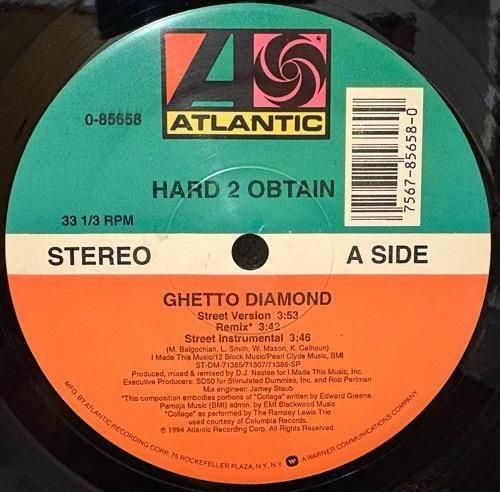 ATLANTIC
0-85658
7567-85658-0
HARD 2 OBTAIN
33 1/3 RPM
STEREO
A SIDE
GHETTO DIAMOND
Street Version 3:53
Remix* 3:42
Street Instrumental 3:46
(M. Balgochian, L. Smith, W. Mason, K. Calhoun)
I Made This Music/12 Block Music/Pearl Clyde Music, BMI
ST-DM-71385/71307/71386-SP
Produced, mixed & remixed by D.J. Nastee for I Made This Music Inc.
Executive Producers: SD50 for Stimulated Dummies, Inc. and Rob Perlman
Mix engineer: Jamey Staub
*This composition embodies portions of "Collage" written by Edward Greene.
Pamoja Music (BMI) admin. by EMI Blackwood Music
"Collage" as performed by The Ramsey Lewis Trio
used courtesy of Columbia Records.
© 1994 Atlantic Recording Corp. All Rights Reserved.
MFG. BY ATLANTIC RECORDING CORP., 75 ROCKEFELLER PLAZA, N.Y., N.Y. A WARNER COMMUNICATIONS COMPANY